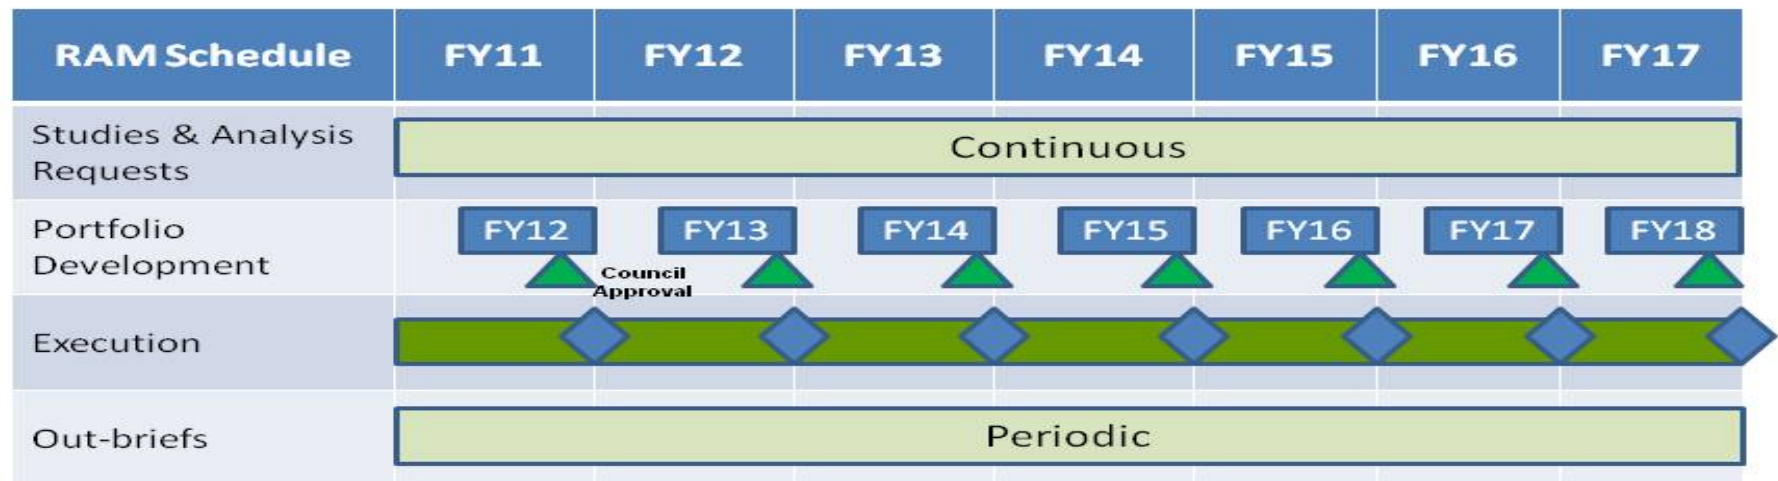 RAM Schedule FY11 FY12 FY13 FY14 FY15 FY16 FY17
Studies & Analysis
Requests
Continuous
Portfolio
Development
FY12 FY13 FY14 FY15 FY16 FY17 FY18
Council
Approval
Execution
Out-briefs
Periodic